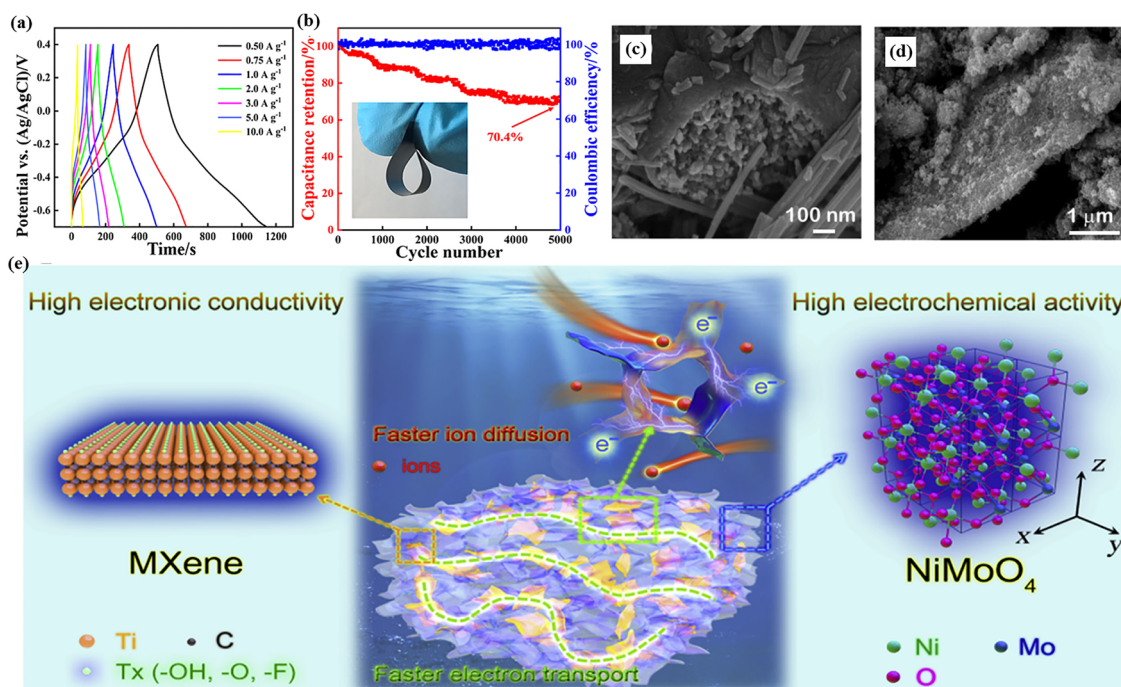 (a)
Potential vs. (Ag/AgCl)/V
0.4
0.0
-0.4
-0.6
0.50 A g⁻¹
0.75 A g⁻¹
1.0 A g⁻¹
2.0 A g⁻¹
3.0 A g⁻¹
5.0 A g⁻¹
10.0 A g⁻¹
0 200 400 600 800 1000 1200
Time/s
(b)
Capacitance retention/%
100
80
60
40
20
0
70.4%
100
80
60
40
20
0
Coulombic efficiency/%
0 1000 2000 3000 4000 5000
Cycle number
(c)
100 nm
(d)
1 μm
(e)
High electronic conductivity
High electrochemical activity
e⁻
e⁻
e⁻
Faster ion diffusion
ions
MXene
NiMoO₄
z
x
y
Ti C
Tx (-OH, -O, -F)
Faster electron transport
Ni Mo
O